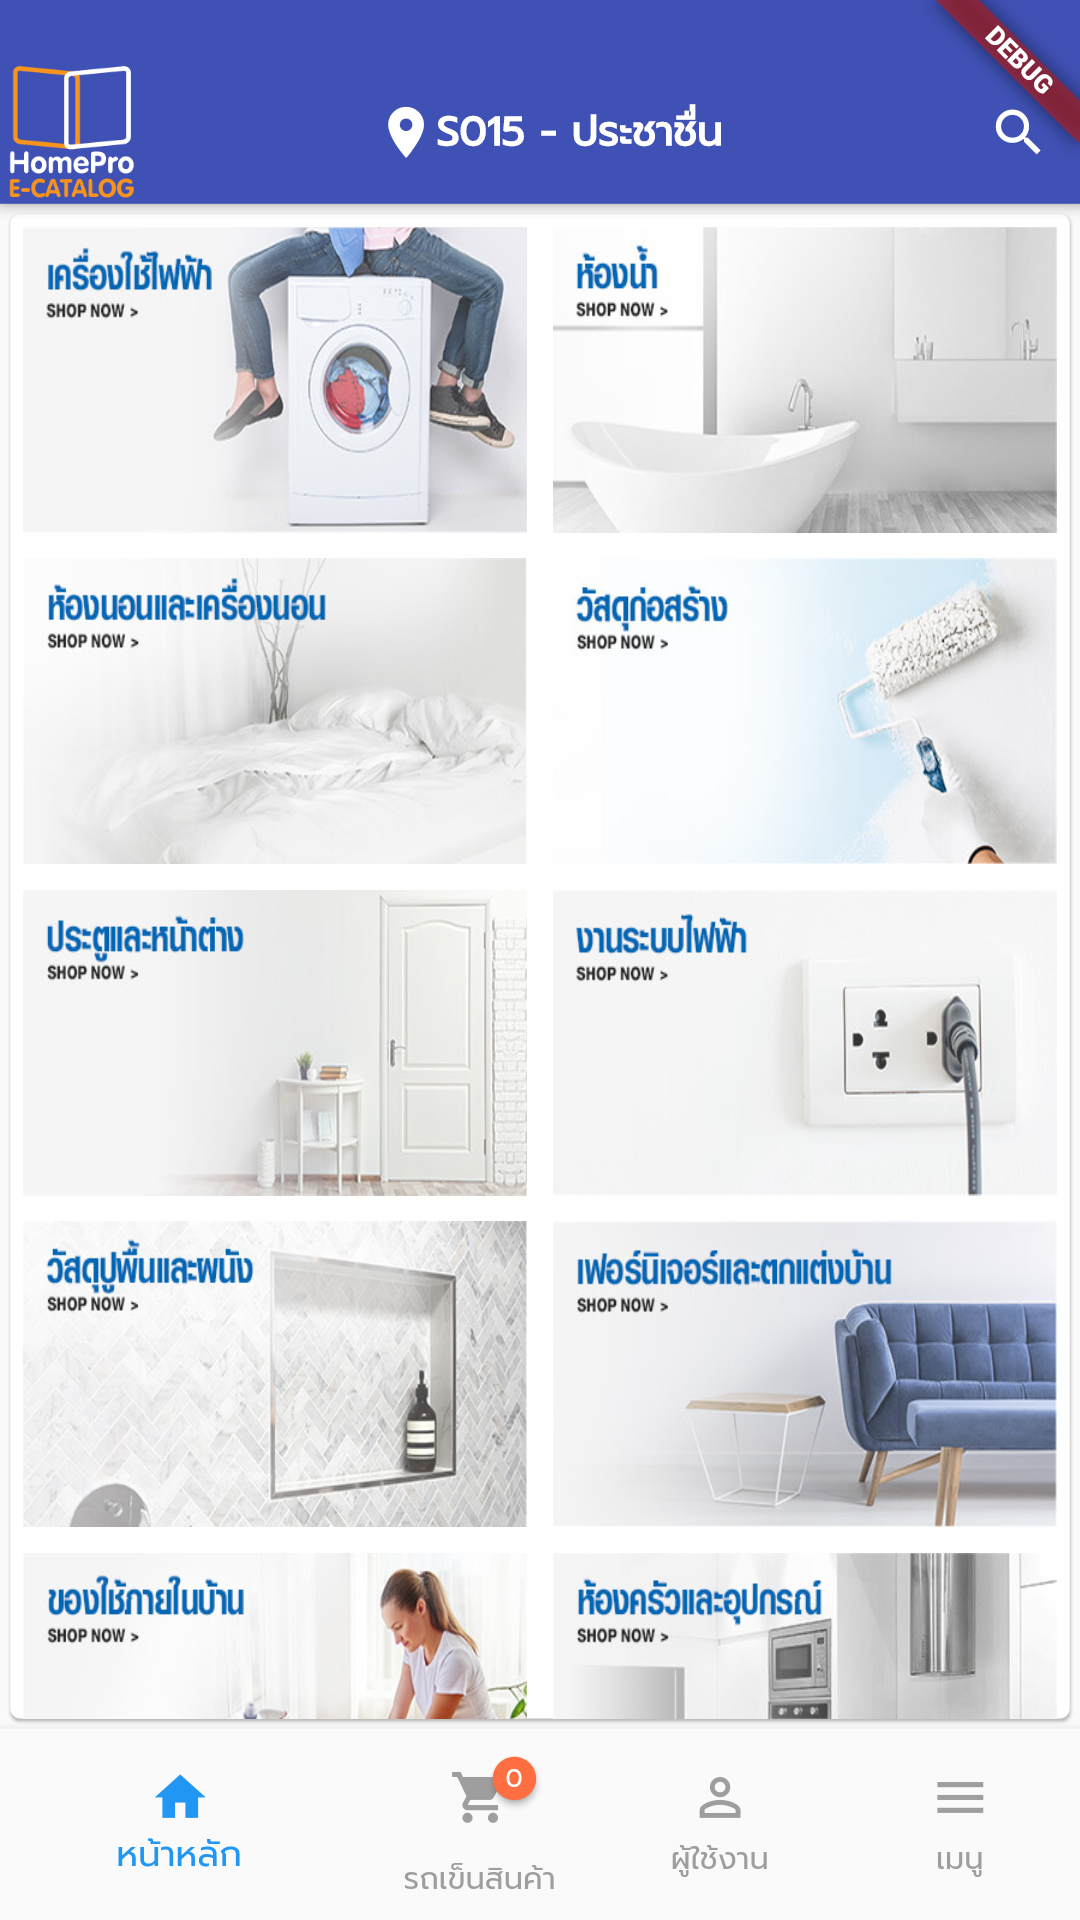 DEBUG
HomePro
E-CATALOG
S015 - ประชาชื่น
เครื่องใช้ไฟฟ้า
SHOP NOW >
ห้องน้ำ
SHOP NOW >
ห้องนอนและเครื่องนอน
SHOP NOW >
วัสดุก่อสร้าง
SHOP NOW >
ประตูและหน้าต่าง
SHOP NOW >
งานระบบไฟฟ้า
SHOP NOW >
วัสดุปูพื้นและผนัง
SHOP NOW >
เฟอร์นิเจอร์และตกแต่งบ้าน
SHOP NOW >
ของใช้ภายในบ้าน
SHOP NOW >
ห้องครัวและอุปกรณ์
SHOP NOW >
หน้าหลัก
0
รถเข็นสินค้า
ผู้ใช้งาน
เมนู